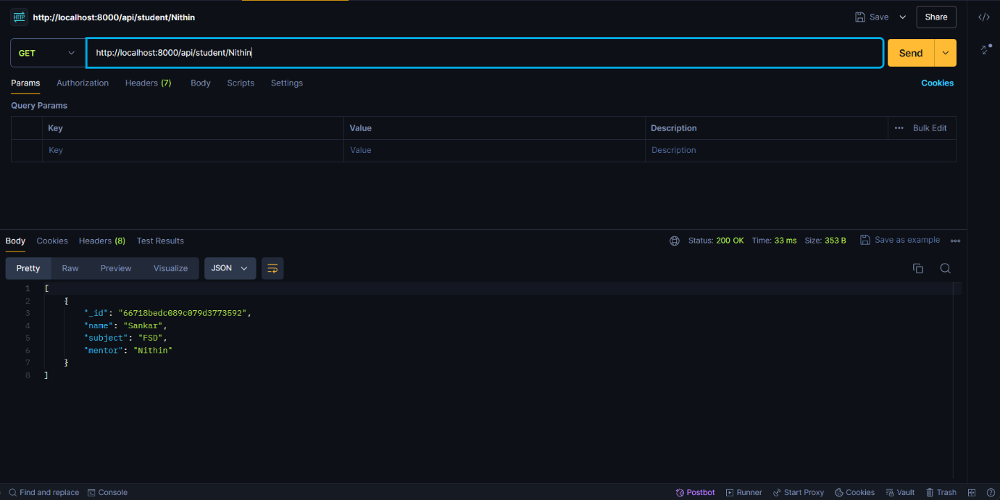 HTTP http://localhost:8000/api/student/Nithin Save Share
GET http://localhost:8000/api/student/Nithin Send
Params Authorization Headers (7) Body Scripts Settings Cookies
Query Params
Key Value Description Bulk Edit
Key Value Description
Body Cookies Headers (8) Test Results Status: 200 OK Time: 33 ms Size: 353 B Save as example
Pretty Raw Preview Visualize JSON
1 [
2 {
3 "_id": "66718bedc089c079d3773592",
4 "name": "Sankar",
5 "subject": "FSD",
6 "mentor": "Nithin"
7 }
8 ]
Find and replace Console Postbot Runner Start Proxy Cookies Vault Trash